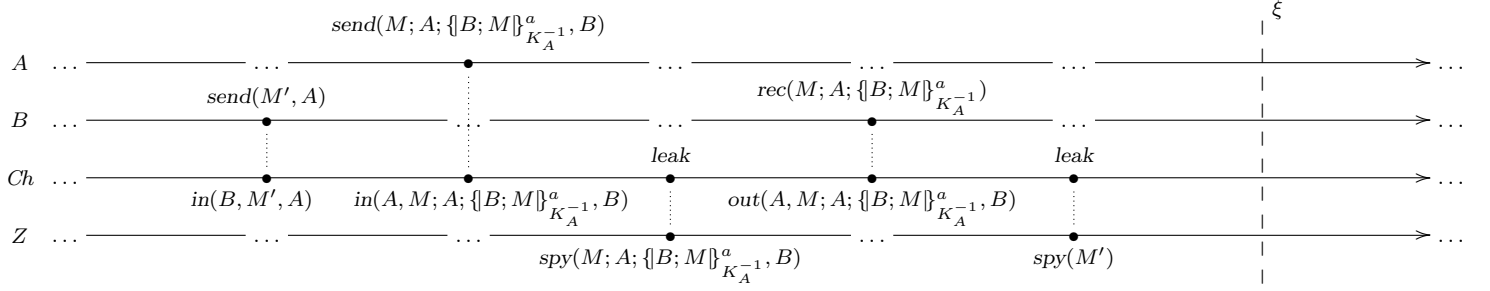 ξ
send(M; A; {|B; M|}^a_{K_A^{-1}}, B)
A ... ... ... ... ... ...
send(M', A) rec(M; A; {|B; M|}^a_{K_A^{-1}})
B ... ... ... ... ...
leak leak
Ch ... ...
in(B, M', A) in(A, M; A; {|B; M|}^a_{K_A^{-1}}, B) out(A, M; A; {|B; M|}^a_{K_A^{-1}}, B)
Z ... ... ... ... ...
spy(M; A; {|B; M|}^a_{K_A^{-1}}, B) spy(M')